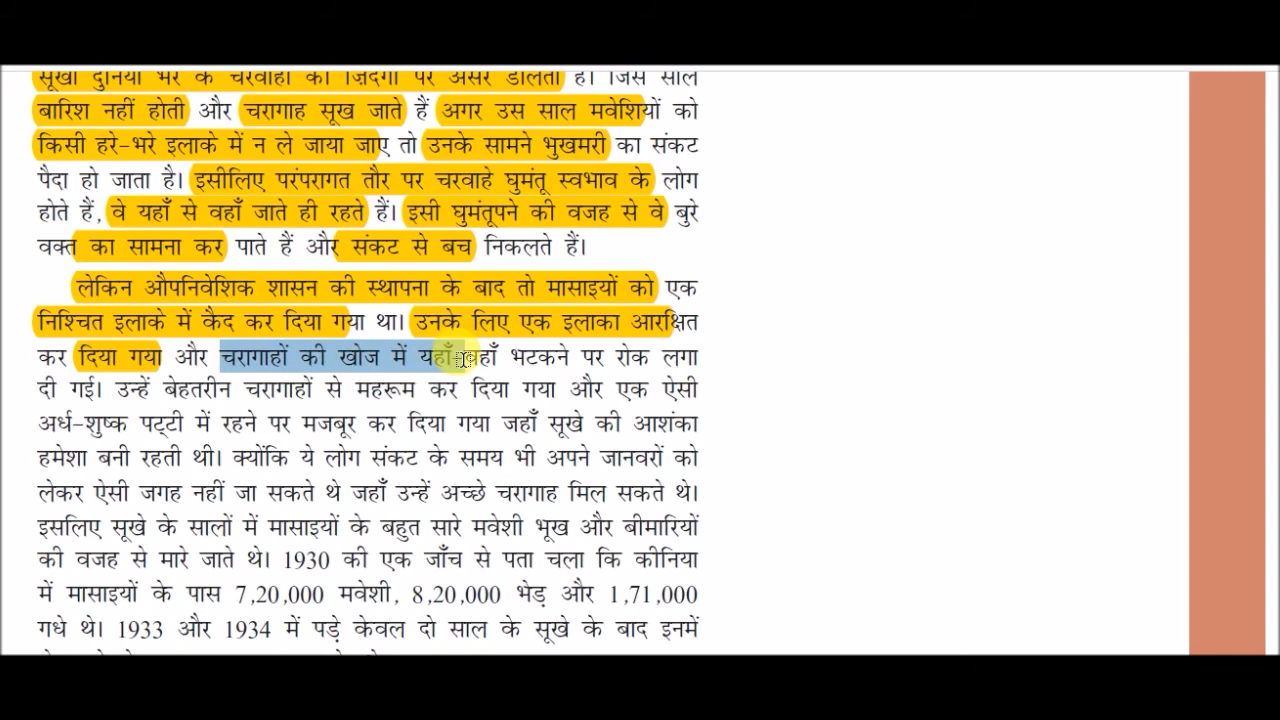 सूखा दुनिया भर के चरवाहों की ज़िंदगी पर असर डालता है। जिस साल
बारिश नहीं होती और चरागाह सूख जाते हैं अगर उस साल मवेशियों को
किसी हरे-भरे इलाके में न ले जाया जाए तो उनके सामने भुखमरी का संकट
पैदा हो जाता है। इसीलिए परंपरागत तौर पर चरवाहे घुमंतू स्वभाव के लोग
होते हैं, वे यहाँ से वहाँ जाते ही रहते हैं। इसी घुमंतूपने की वजह से वे बुरे
वक्त का सामना कर पाते हैं और संकट से बच निकलते हैं।
लेकिन औपनिवेशिक शासन की स्थापना के बाद तो मासाइयों को एक
निश्चित इलाके में कैद कर दिया गया था। उनके लिए एक इलाका आरक्षित
कर दिया गया और चरागाहों की खोज में यहाँ-वहाँ भटकने पर रोक लगा
दी गई। उन्हें बेहतरीन चरागाहों से महरूम कर दिया गया और एक ऐसी
अर्ध-शुष्क पट्टी में रहने पर मजबूर कर दिया गया जहाँ सूखे की आशंका
हमेशा बनी रहती थी। क्योंकि ये लोग संकट के समय भी अपने जानवरों को
लेकर ऐसी जगह नहीं जा सकते थे जहाँ उन्हें अच्छे चरागाह मिल सकते थे।
इसलिए सूखे के सालों में मासाइयों के बहुत सारे मवेशी भूख और बीमारियों
की वजह से मारे जाते थे। 1930 की एक जाँच से पता चला कि कीनिया
में मासाइयों के पास 7,20,000 मवेशी, 8,20,000 भेड़ और 1,71,000
गधे थे। 1933 और 1934 में पड़े केवल दो साल के सूखे के बाद इनमें